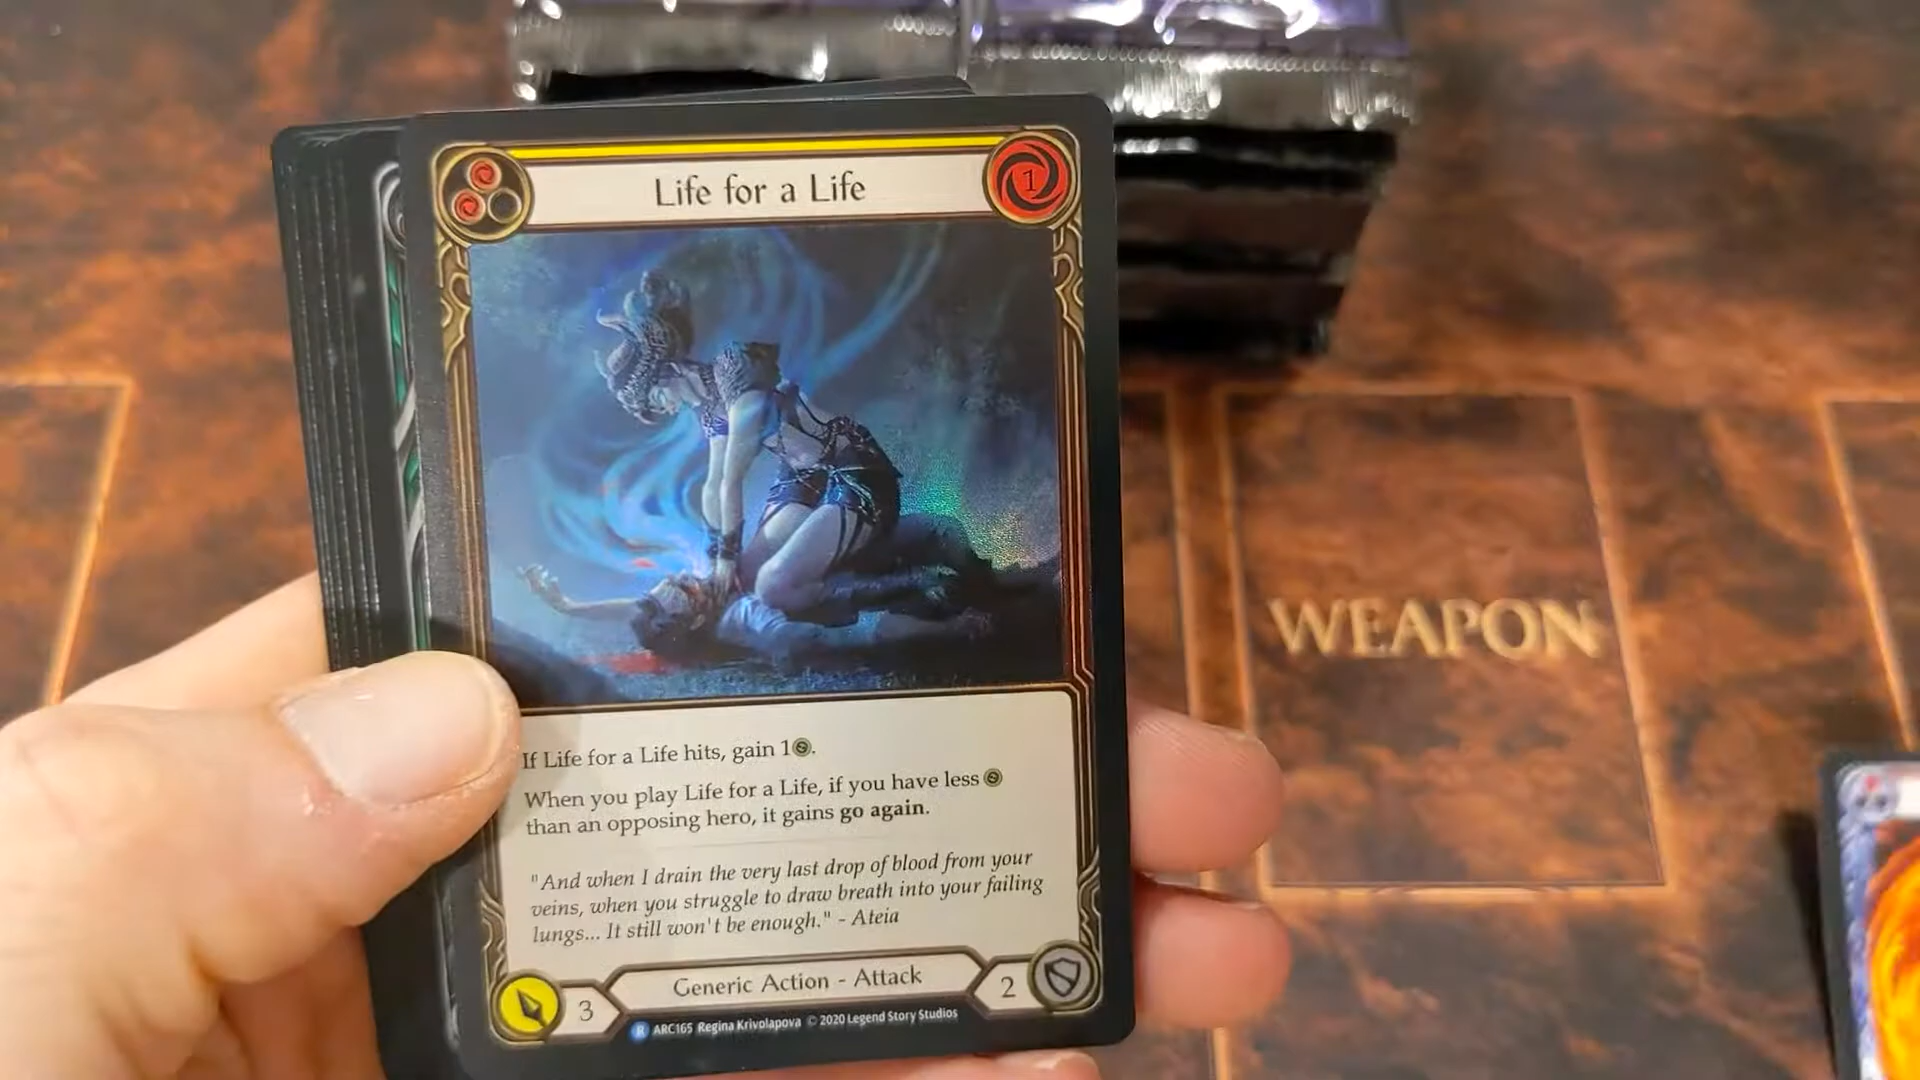 Life for a Life
1
If Life for a Life hits, gain 1
When you play Life for a Life, if you have less
than an opposing hero, it gains go again.
"And when I drain the very last drop of blood from your
veins, when you struggle to draw breath into your failing
lungs... It still won't be enough." - Ateia
3
Generic Action - Attack
2
R ARC165 Regina Krivolapova © 2020 Legend Story Studios
WEAPON